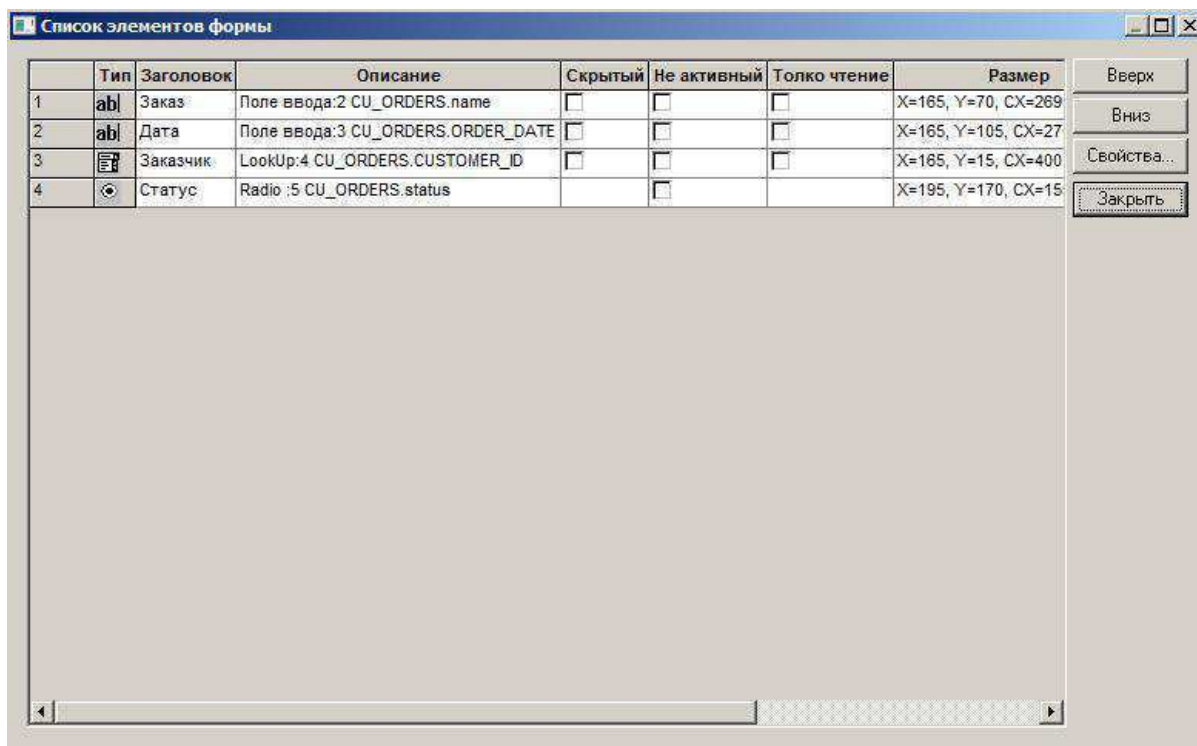 Список элементов формы
Тип Заголовок Описание Скрытый Не активный Толко чтение Размер
1 ab| Заказ Поле ввода:2 CU_ORDERS.name X=165, Y=70, CX=269
2 ab| Дата Поле ввода:3 CU_ORDERS.ORDER_DATE X=165, Y=105, CX=27
3 Заказчик LookUp:4 CU_ORDERS.CUSTOMER_ID X=165, Y=15, CX=400
4 Статус Radio :5 CU_ORDERS.status X=195, Y=170, CX=15
Вверх
Вниз
Свойства...
Закрыть